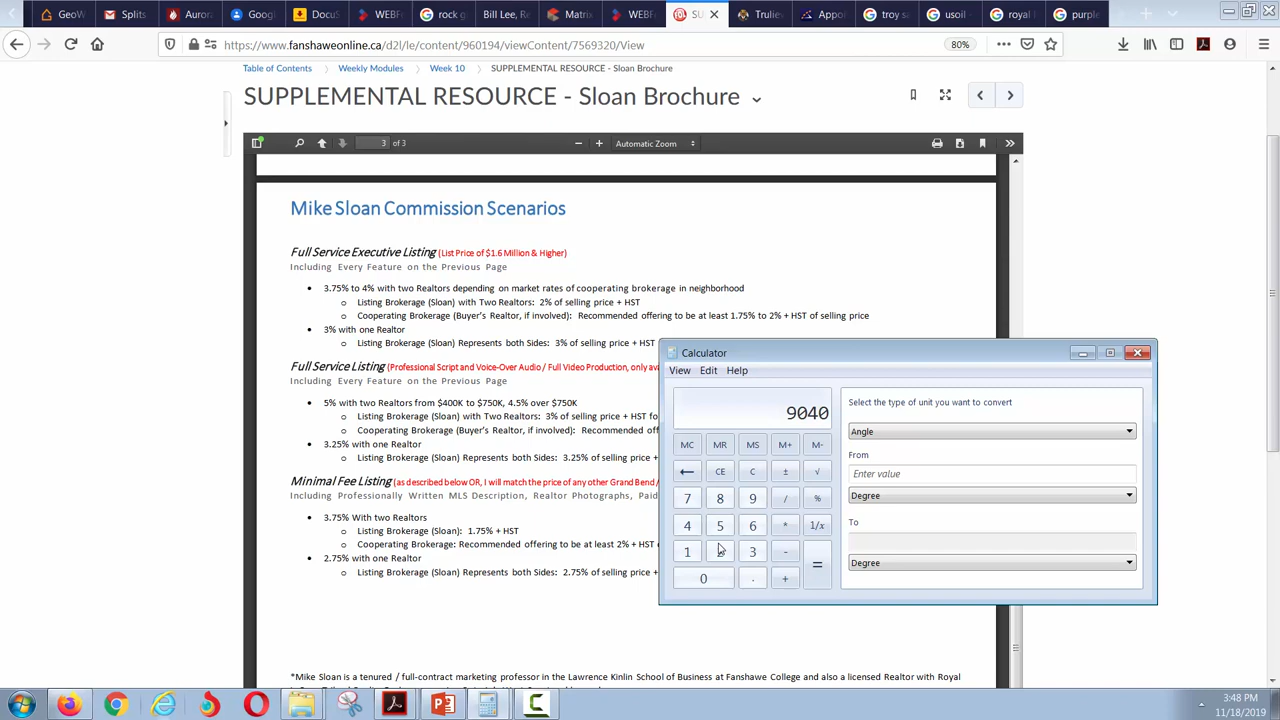 GeoW
Splits
Auror
Googl
DocuS
WEBF
rock g
Bill Lee, Re
Matrix
WEBF
SU
Truliev
Appo
troy se
usoil -
royal l
purple
https://www.fanshaweonline.ca/d2l/le/content/960194/viewContent/7569320/View
80%
Table of Contents
Weekly Modules
Week 10
SUPPLEMENTAL RESOURCE - Sloan Brochure
SUPPLEMENTAL RESOURCE - Sloan Brochure
3
of 3
Automatic Zoom
Mike Sloan Commission Scenarios
Full Service Executive Listing (List Price of $1.6 Million & Higher)
Including Every Feature on the Previous Page
• 3.75% to 4% with two Realtors depending on market rates of cooperating brokerage in neighborhood
o Listing Brokerage (Sloan) with Two Realtors: 2% of selling price + HST
o Cooperating Brokerage (Buyer's Realtor, if involved): Recommended offering to be at least 1.75% to 2% + HST of selling price
• 3% with one Realtor
o Listing Brokerage (Sloan) Represents both Sides: 3% of selling price + HST
Full Service Listing (Professional Script and Voice-Over Audio / Full Video Production, only ava
Including Every Feature on the Previous Page
• 5% with two Realtors from $400K to $750K, 4.5% over $750K
o Listing Brokerage (Sloan) with Two Realtors: 3% of selling price + HST fo
o Cooperating Brokerage (Buyer's Realtor, if involved): Recommended offe
• 3.25% with one Realtor
o Listing Brokerage (Sloan) Represents both Sides: 3.25% of selling price +
Minimal Fee Listing (as described below OR, I will match the price of any other Grand Bend /
Including Professionally Written MLS Description, Realtor Photographs, Paid
• 3.75% With two Realtors
o Listing Brokerage (Sloan): 1.75% + HST
o Cooperating Brokerage: Recommended offering to be at least 2% + HST o
• 2.75% with one Realtor
o Listing Brokerage (Sloan) Represents both Sides: 2.75% of selling price +
*Mike Sloan is a tenured / full-contract marketing professor in the Lawrence Kinlin School of Business at Fanshawe College and also a licensed Realtor with Royal
Calculator
View Edit Help
9040
MC MR MS M+ M-
← CE C ± √
7 8 9 / %
4 5 6 * 1/x
1 3 - =
0 . +
Select the type of unit you want to convert
Angle
From
Enter value
Degree
To
Degree
3:48 PM
11/18/2019